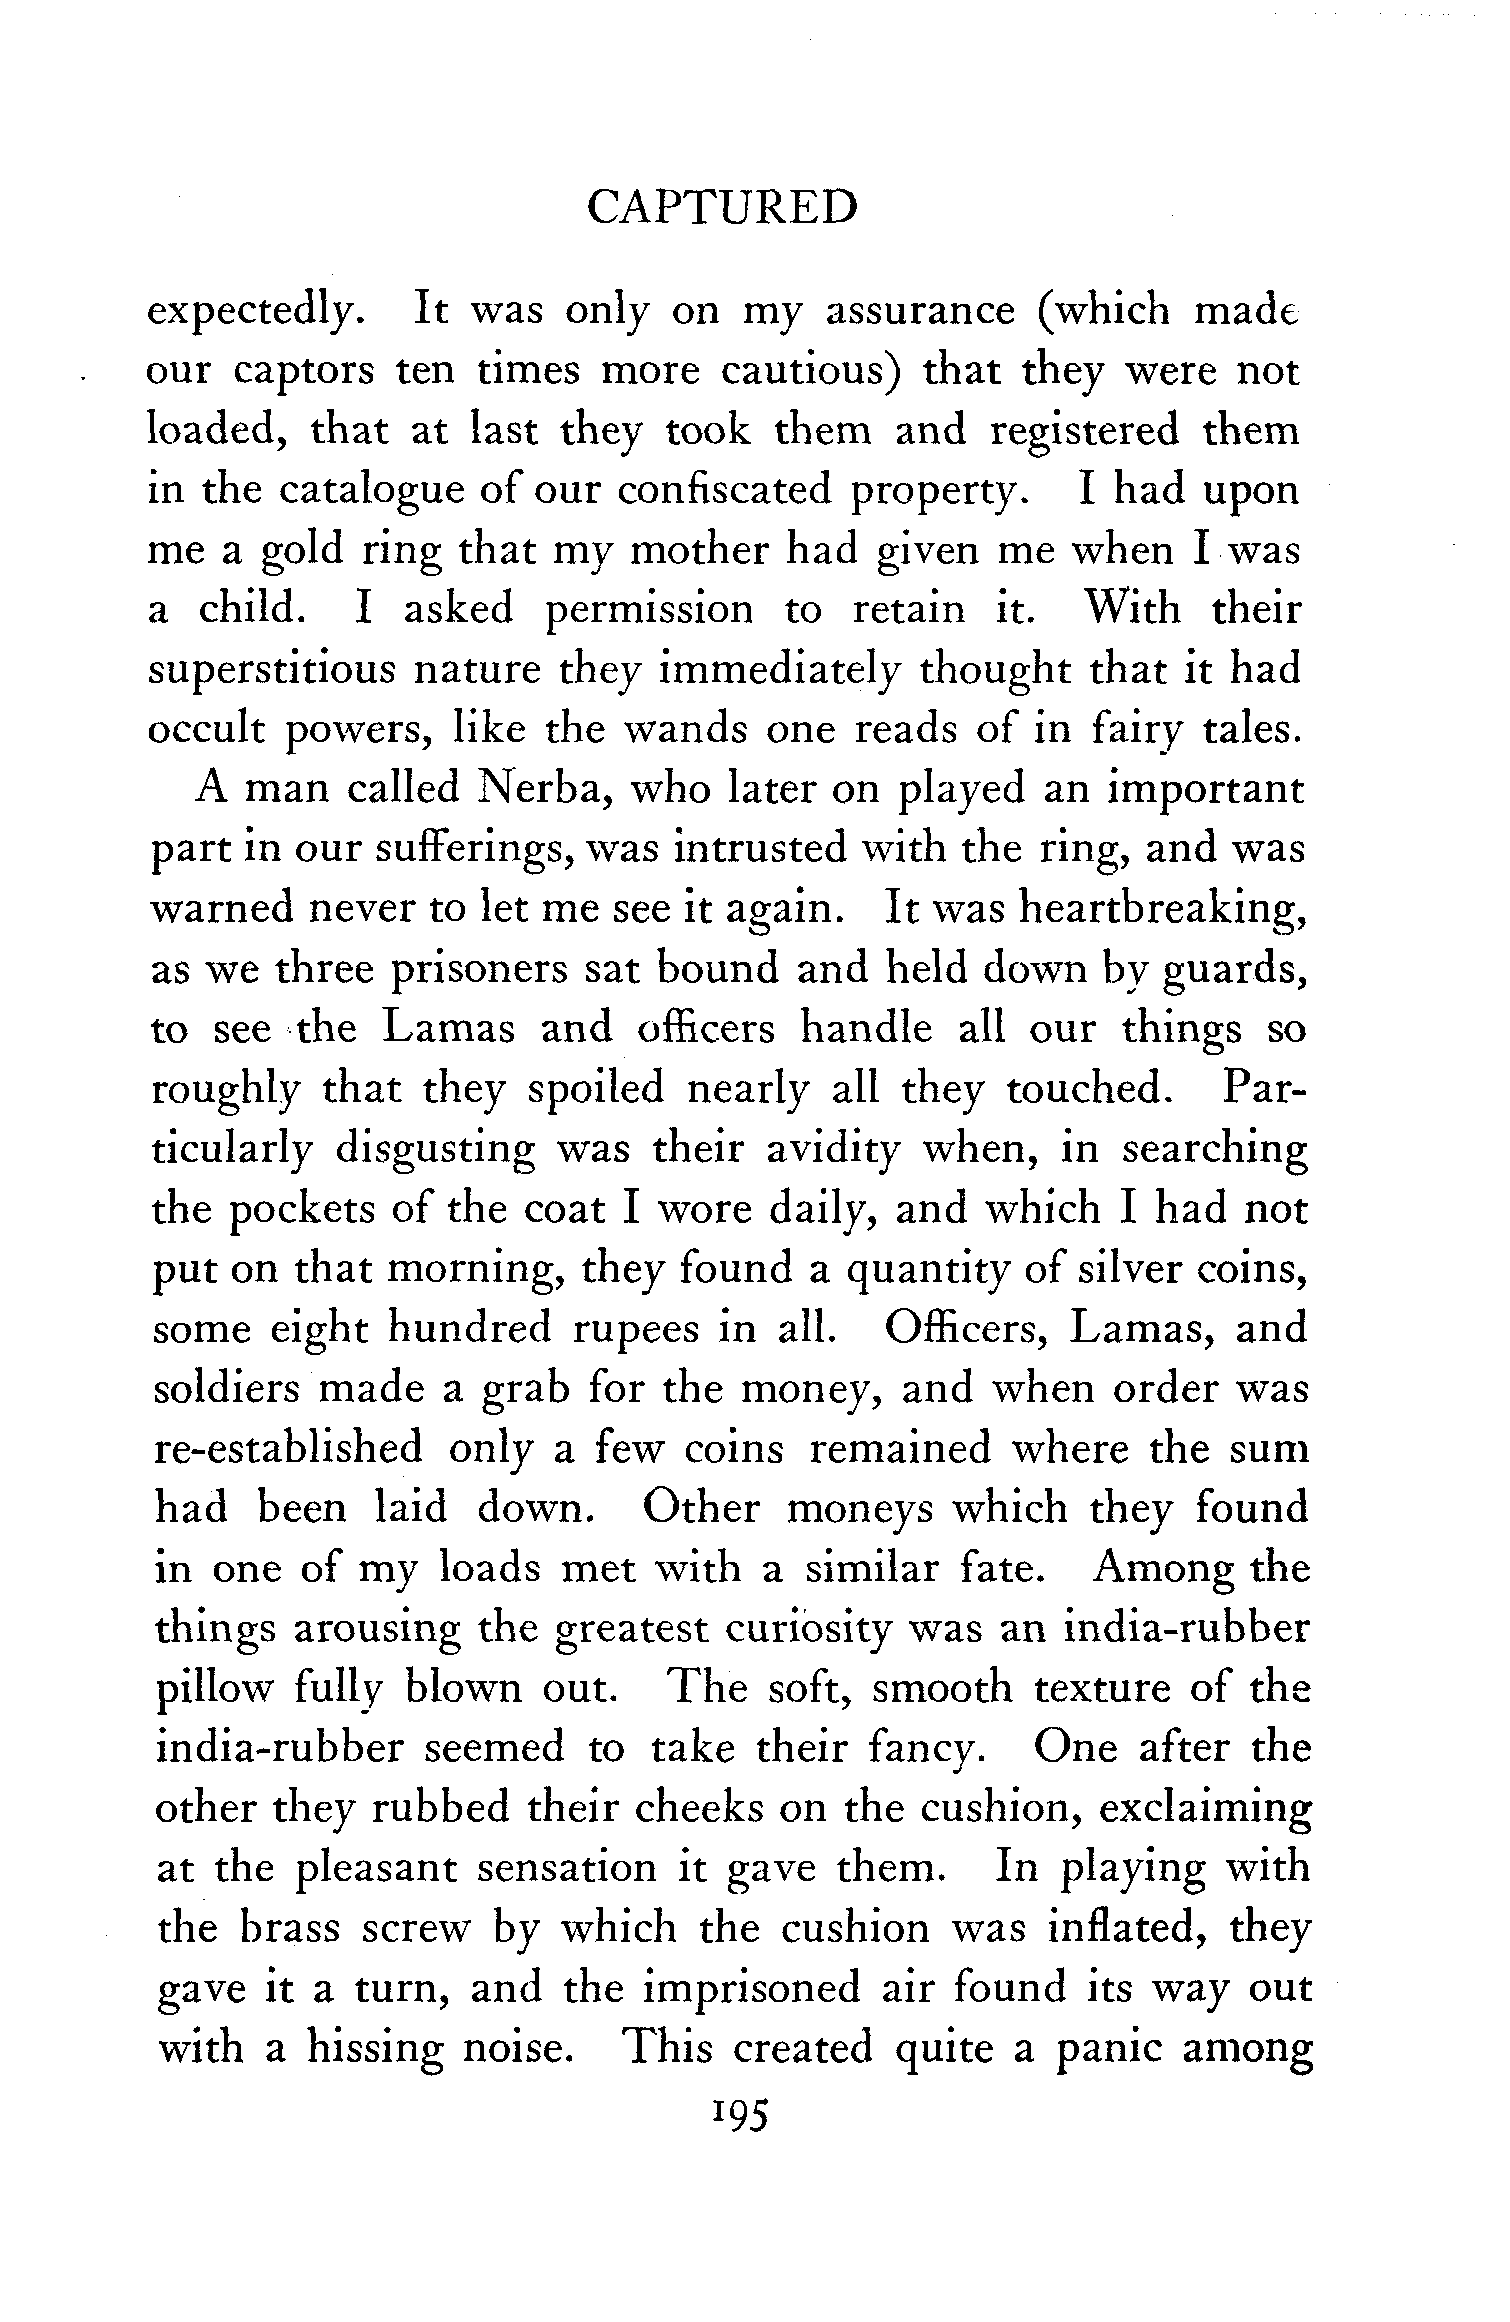 CAPTURED
expectedly. It was only on my assurance (which made
our captors ten times more cautious) that they were not
loaded, that at last they took them and registered them
in the catalogue of our confiscated property. I had upon
me a gold ring that my mother had given me when I was
a child. I asked permission to retain it. With their
superstitious nature they immediately thought that it had
occult powers, like the wands one reads of in fairy tales.
A man called Nerba, who later on played an important
part in our sufferings, was intrusted with the ring, and was
warned never to let me see it again. It was heartbreaking,
as we three prisoners sat bound and held down by guards,
to see the Lamas and officers handle all our things so
roughly that they spoiled nearly all they touched. Par-
ticularly disgusting was their avidity when, in searching
the pockets of the coat I wore daily, and which I had not
put on that morning, they found a quantity of silver coins,
some eight hundred rupees in all. Officers, Lamas, and
soldiers made a grab for the money, and when order was
re-established only a few coins remained where the sum
had been laid down. Other moneys which they found
in one of my loads met with a similar fate. Among the
things arousing the greatest curiosity was an india-rubber
pillow fully blown out. The soft, smooth texture of the
india-rubber seemed to take their fancy. One after the
other they rubbed their cheeks on the cushion, exclaiming
at the pleasant sensation it gave them. In playing with
the brass screw by which the cushion was inflated, they
gave it a turn, and the imprisoned air found its way out
with a hissing noise. This created quite a panic among
195